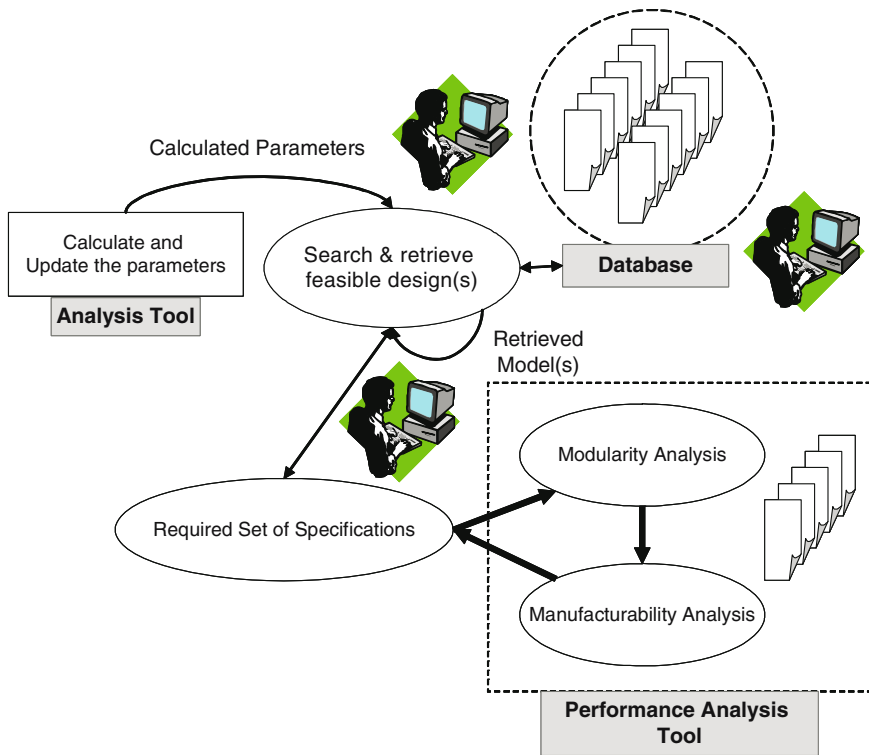 Calculated Parameters
Calculate and
Update the parameters
Analysis Tool
Search & retrieve
feasible design(s)
Database
Retrieved
Model(s)
Modularity Analysis
Required Set of Specifications
Manufacturability Analysis
Performance Analysis
Tool